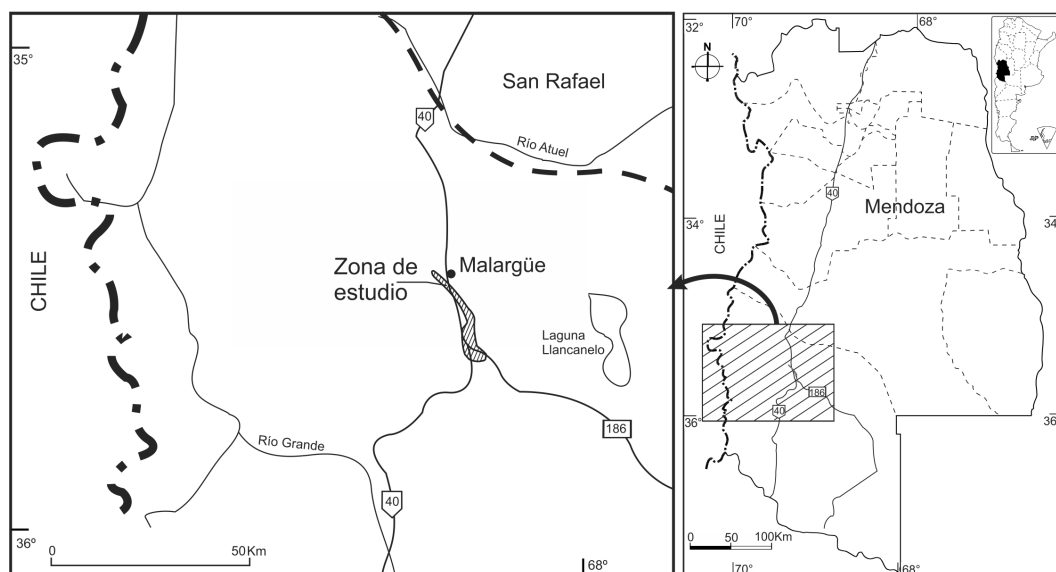 35°
40
San Rafael
Río Atuel
CHILE
Zona de
estudio
Malargüe
Laguna
Llancanelo
186
Río Grande
40
36°
0
50Km
68°
32°
70°
68°
N
40
Mendoza
34°
34
CHILE
186
40
36°
36
0
50
100Km
70°
68°